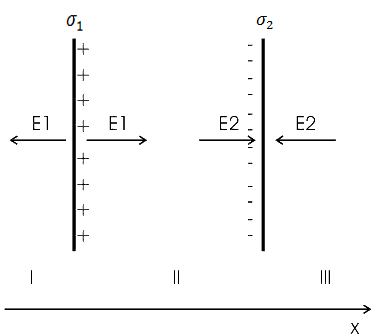 σ₁ σ₂
E1 E1 E2 E2
+ -
+ -
+ -
+ -
+ -
+ -
+ -
+ -
I II III
x